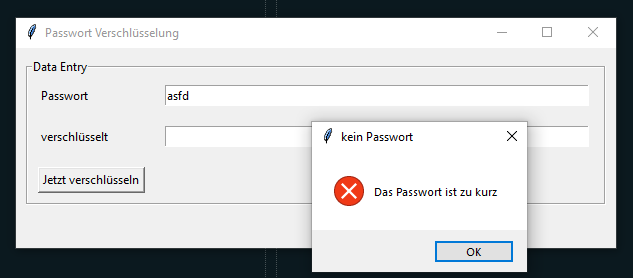 Passwort Verschlüsselung
Data Entry
Passwort
asfd
verschlüsselt
Jetzt verschlüsseln
kein Passwort
Das Passwort ist zu kurz
OK